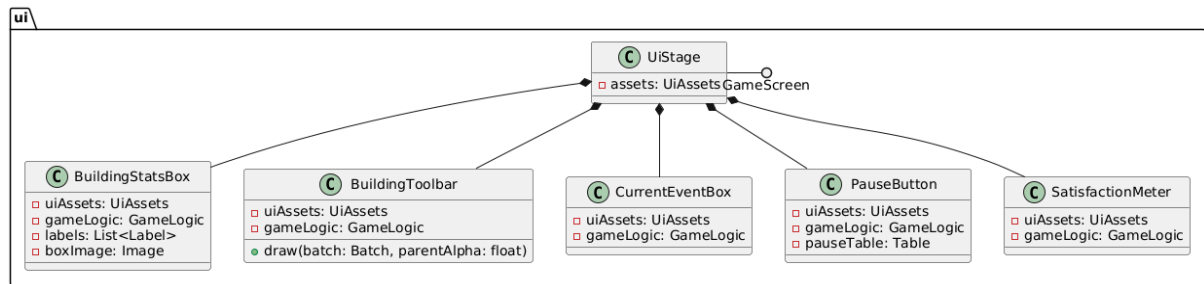 ui
C UiStage
assets: UiAssets
GameScreen
C BuildingStatsBox
uiAssets: UiAssets
gameLogic: GameLogic
labels: List<Label>
boxImage: Image
C BuildingToolbar
uiAssets: UiAssets
gameLogic: GameLogic
draw(batch: Batch, parentAlpha: float)
C CurrentEventBox
uiAssets: UiAssets
gameLogic: GameLogic
C PauseButton
uiAssets: UiAssets
gameLogic: GameLogic
pauseTable: Table
C SatisfactionMeter
uiAssets: UiAssets
gameLogic: GameLogic